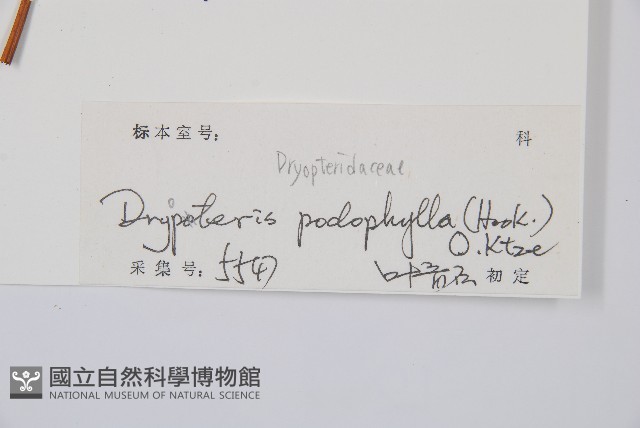 标本室号: 科
Dryopteridaceae
Dryopteris podophylla (Hook.)
O. Ktze
采集号: 初定
國立自然科學博物館
NATIONAL MUSEUM OF NATURAL SCIENCE